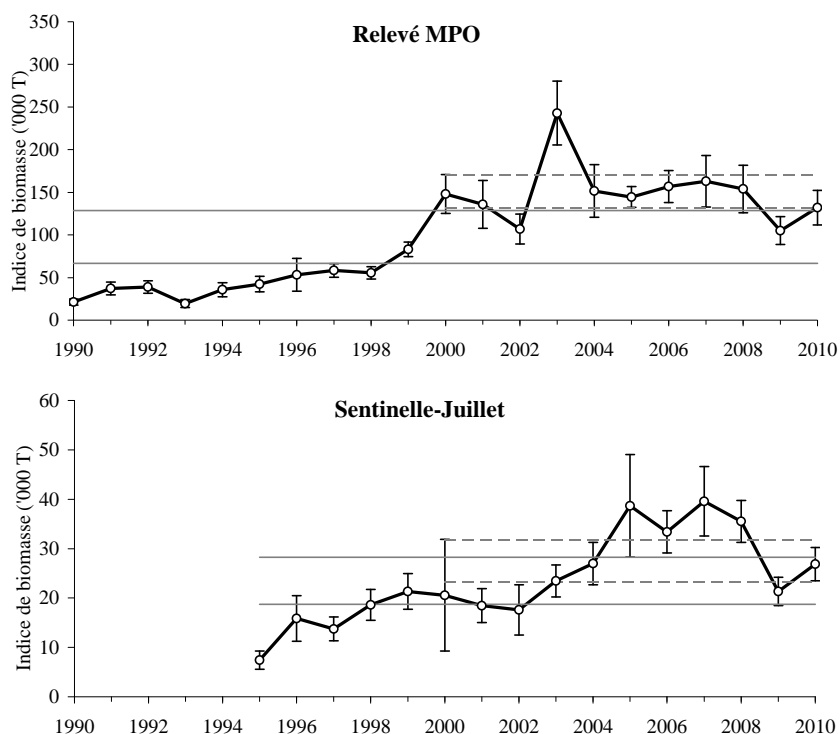 Relevé MPO
Indice de biomasse ('000 T)
350
300
250
200
150
100
50
0
1990 1992 1994 1996 1998 2000 2002 2004 2006 2008 2010
Sentinelle-Juillet
Indice de biomasse ('000 T)
60
50
40
30
20
10
0
1990 1992 1994 1996 1998 2000 2002 2004 2006 2008 2010